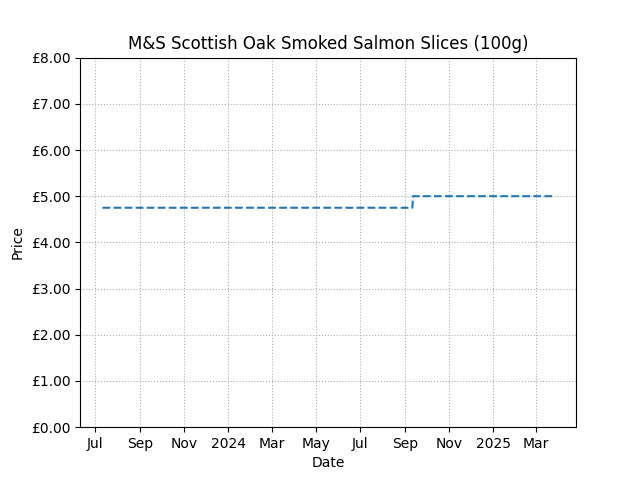 M&S Scottish Oak Smoked Salmon Slices (100g)
£8.00
£7.00
£6.00
£5.00
£4.00
£3.00
£2.00
£1.00
£0.00
Price
Jul Sep Nov 2024 Mar May Jul Sep Nov 2025 Mar
Date